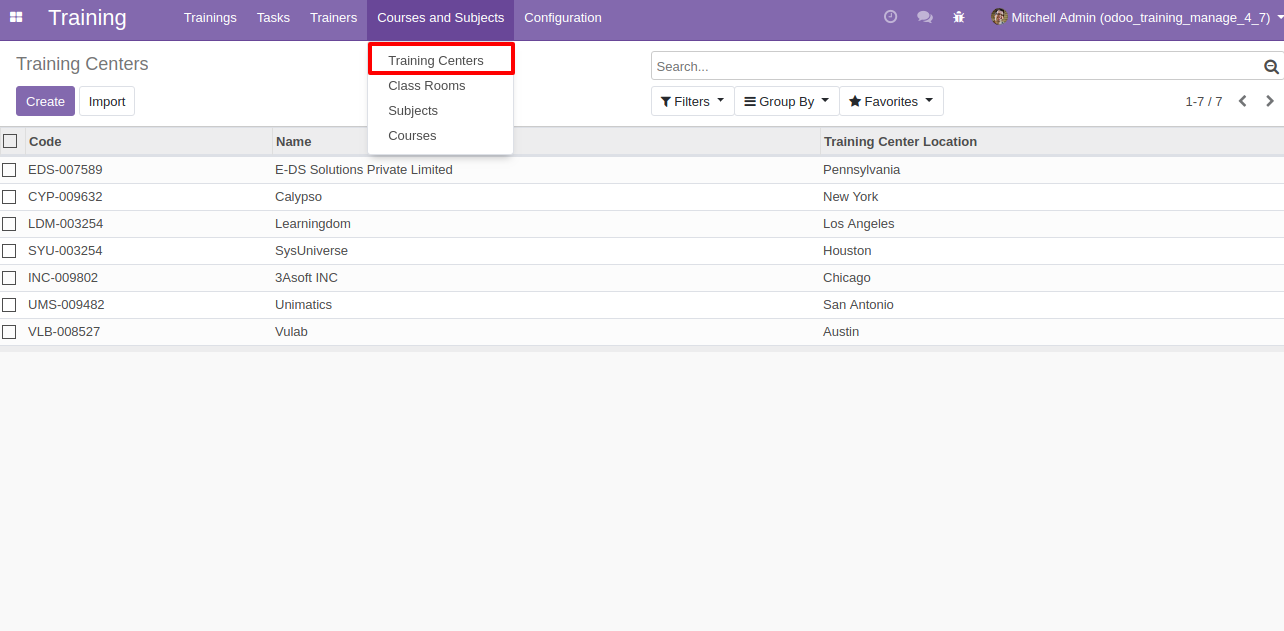 Training Trainings Tasks Trainers Courses and Subjects Configuration Mitchell Admin (odoo_training_manage_4_7)
Training Centers
Create Import
Training Centers
Class Rooms
Subjects
Courses
Search...
Filters Group By Favorites 1-7 / 7
Code Name Training Center Location
EDS-007589 E-DS Solutions Private Limited Pennsylvania
CYP-009632 Calypso New York
LDM-003254 Learningdom Los Angeles
SYU-003254 SysUniverse Houston
INC-009802 3Asoft INC Chicago
UMS-009482 Unimatics San Antonio
VLB-008527 Vulab Austin